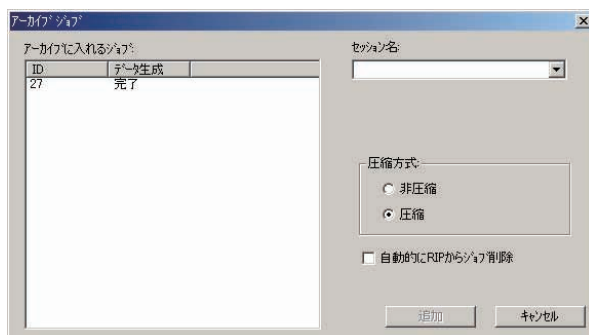 ｱｰｶｲﾌﾞ ｼﾞｮﾌﾞ
ｱｰｶｲﾌﾞに入れるｼﾞｮﾌﾞ:
ID ﾃﾞｰﾀ生成
27 完了
ｾｯｼｮﾝ名:
圧縮方式:
非圧縮
圧縮
自動的にRIPからｼﾞｮﾌﾞ削除
追加 ｷｬﾝｾﾙ